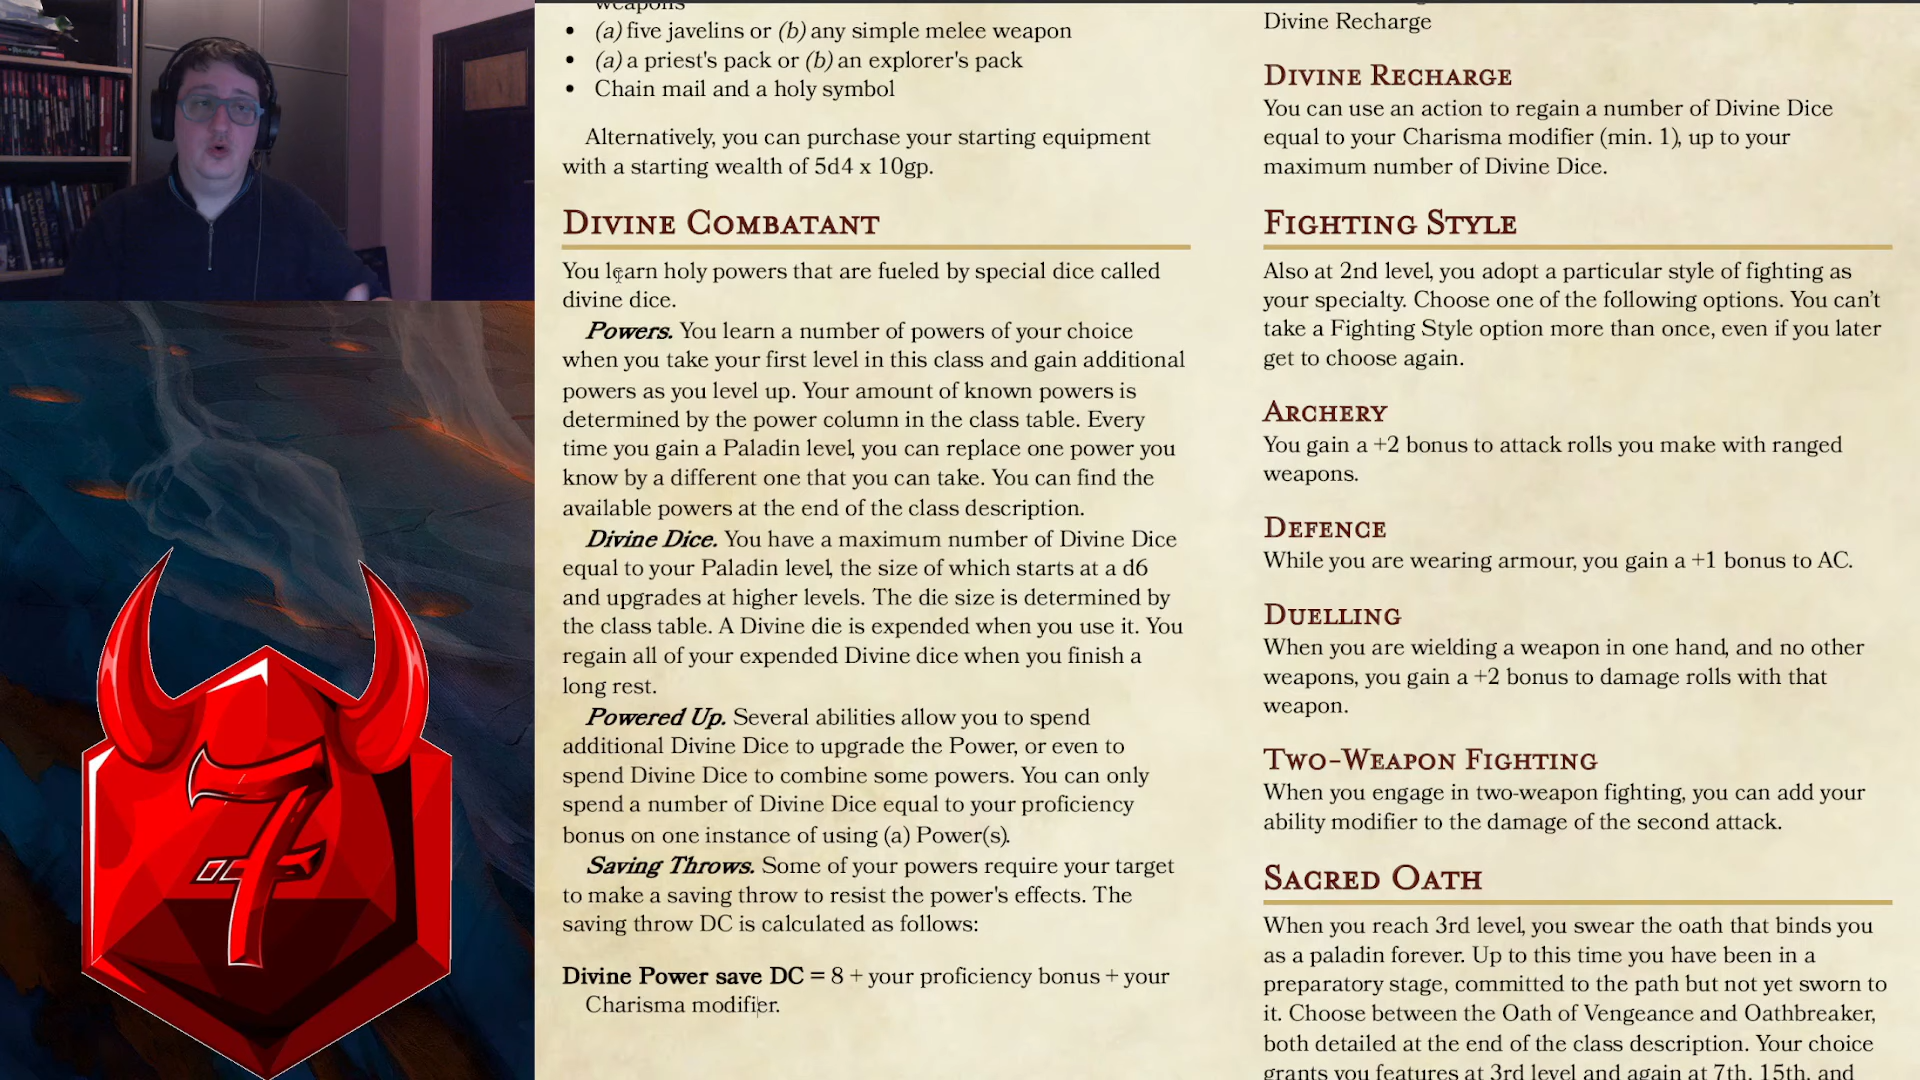 weapons
• (a) five javelins or (b) any simple melee weapon
• (a) a priest's pack or (b) an explorer's pack
• Chain mail and a holy symbol
Alternatively, you can purchase your starting equipment
with a starting wealth of 5d4 x 10gp.
DIVINE COMBATANT
You learn holy powers that are fueled by special dice called
divine dice.
Powers. You learn a number of powers of your choice
when you take your first level in this class and gain additional
powers as you level up. Your amount of known powers is
determined by the power column in the class table. Every
time you gain a Paladin level, you can replace one power you
know by a different one that you can take. You can find the
available powers at the end of the class description.
Divine Dice. You have a maximum number of Divine Dice
equal to your Paladin level, the size of which starts at a d6
and upgrades at higher levels. The die size is determined by
the class table. A Divine die is expended when you use it. You
regain all of your expended Divine dice when you finish a
long rest.
Powered Up. Several abilities allow you to spend
additional Divine Dice to upgrade the Power, or even to
spend Divine Dice to combine some powers. You can only
spend a number of Divine Dice equal to your proficiency
bonus on one instance of using (a) Power(s).
Saving Throws. Some of your powers require your target
to make a saving throw to resist the power's effects. The
saving throw DC is calculated as follows:
Divine Power save DC = 8 + your proficiency bonus + your
Charisma modifier.
Divine Recharge
DIVINE RECHARGE
You can use an action to regain a number of Divine Dice
equal to your Charisma modifier (min. 1), up to your
maximum number of Divine Dice.
FIGHTING STYLE
Also at 2nd level, you adopt a particular style of fighting as
your specialty. Choose one of the following options. You can't
take a Fighting Style option more than once, even if you later
get to choose again.
ARCHERY
You gain a +2 bonus to attack rolls you make with ranged
weapons.
DEFENCE
While you are wearing armour, you gain a +1 bonus to AC.
DUELLING
When you are wielding a weapon in one hand, and no other
weapons, you gain a +2 bonus to damage rolls with that
weapon.
TWO-WEAPON FIGHTING
When you engage in two-weapon fighting, you can add your
ability modifier to the damage of the second attack.
SACRED OATH
When you reach 3rd level, you swear the oath that binds you
as a paladin forever. Up to this time you have been in a
preparatory stage, committed to the path but not yet sworn to
it. Choose between the Oath of Vengeance and Oathbreaker,
both detailed at the end of the class description. Your choice
grants you features at 3rd level and again at 7th, 15th, and
7